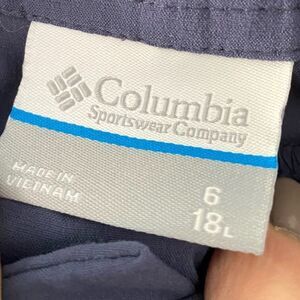 Columbia
Sportswear Company
MADE IN
VIETNAM
6
18L